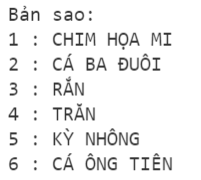 Bản sao:
1 : CHIM HỌA MI
2 : CÁ BA ĐUÔI
3 : RẮN
4 : TRĂN
5 : KỲ NHÔNG
6 : CÁ ÔNG TIÊN